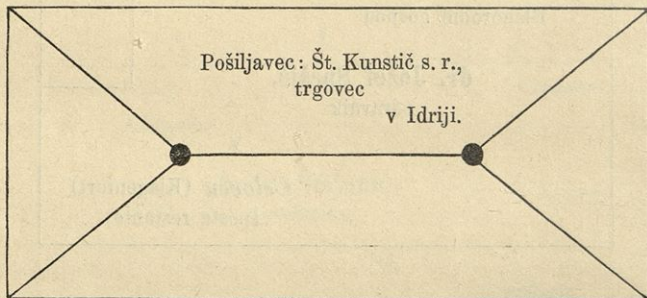 Pošiljavec: Št. Kunstič s. r.,
trgovec
v Idriji.